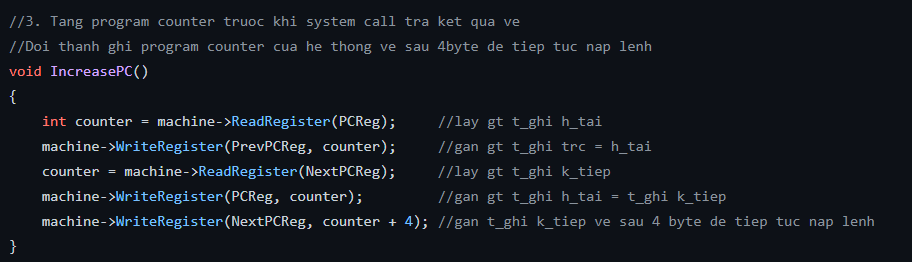 //3. Tang program counter truoc khi system call tra ket qua ve
//Doi thanh ghi program counter cua he thong ve sau 4byte de tiep tuc nap lenh
void IncreasePC()
{
    int counter = machine->ReadRegister(PCReg);     //lay gt t_ghi h_tai
    machine->WriteRegister(PrevPCReg, counter);     //gan gt t_ghi trc = h_tai
    counter = machine->ReadRegister(NextPCReg);     //lay gt t_ghi k_tiep
    machine->WriteRegister(PCReg, counter);         //gan gt t_ghi h_tai = t_ghi k_tiep
    machine->WriteRegister(NextPCReg, counter + 4); //gan t_ghi k_tiep ve sau 4 byte de tiep tuc nap lenh
}